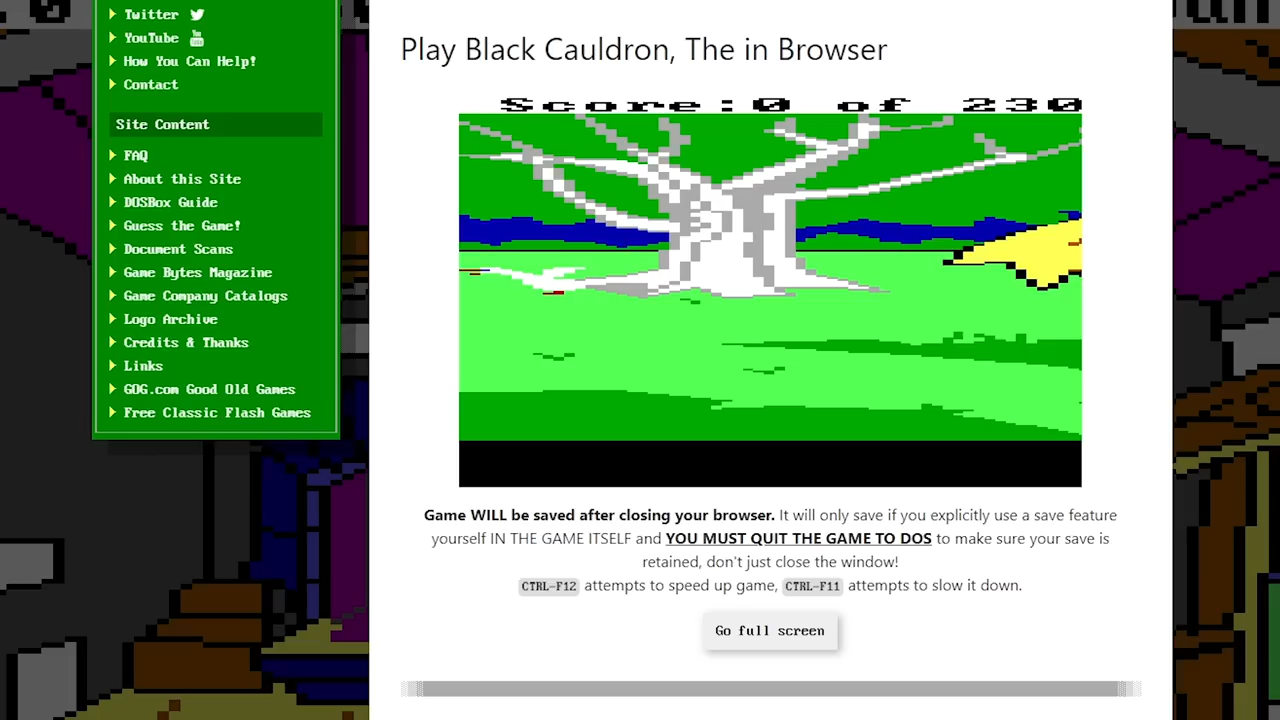 Twitter
YouTube
How You Can Help!
Contact
Site Content
FAQ
About this Site
DOSBox Guide
Guess the Game!
Document Scans
Game Bytes Magazine
Game Company Catalogs
Logo Archive
Credits & Thanks
Links
GOG.com Good Old Games
Free Classic Flash Games
Play Black Cauldron, The in Browser
Score:0 of 230
Game WILL be saved after closing your browser. It will only save if you explicitly use a save feature
yourself IN THE GAME ITSELF and YOU MUST QUIT THE GAME TO DOS to make sure your save is
retained, don't just close the window!
CTRL-F12 attempts to speed up game, CTRL-F11 attempts to slow it down.
Go full screen